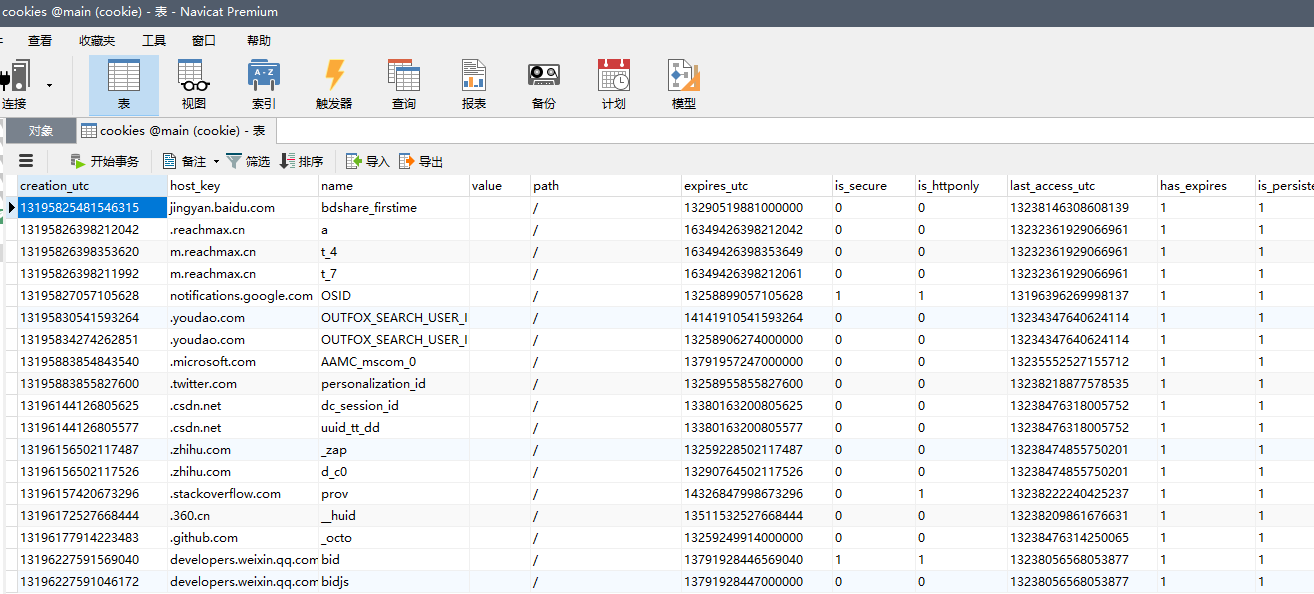 cookies @main (cookie) - 表 - Navicat Premium
查看 收藏夹 工具 窗口 帮助
连接 表 视图 索引 触发器 查询 报表 备份 计划 模型
对象 cookies @main (cookie) - 表
开始事务 备注 筛选 排序 导入 导出
creation_utc host_key name value path expires_utc is_secure is_httponly last_access_utc has_expires is_persiste
13195825481546315 jingyan.baidu.com bdshare_firstime / 13290519881000000 0 0 13238146308608139 1 1
13195826398212042 .reachmax.cn a / 16349426398212042 0 0 13232361929066961 1 1
13195826398353620 m.reachmax.cn t_4 / 16349426398353649 0 0 13232361929066961 1 1
13195826398211992 m.reachmax.cn t_7 / 16349426398212061 0 0 13232361929066961 1 1
13195827057105628 notifications.google.com OSID / 13258899057105628 1 1 13196396269998137 1 1
13195830541593264 .youdao.com OUTFOX_SEARCH_USER_I / 14141910541593264 0 0 13234347640624114 1 1
13195834274262851 .youdao.com OUTFOX_SEARCH_USER_I / 13258906274000000 0 0 13234347640624114 1 1
13195883854843540 .microsoft.com AAMC_mscom_0 / 13791957247000000 0 0 13235552527155712 1 1
13195883855827600 .twitter.com personalization_id / 13258955855827600 0 0 13238218877578535 1 1
13196144126805625 .csdn.net dc_session_id / 13380163200805625 0 0 13238476318005752 1 1
13196144126805577 .csdn.net uuid_tt_dd / 13380163200805577 0 0 13238476318005752 1 1
13196156502117487 .zhihu.com _zap / 13259228502117487 0 0 13238474855750201 1 1
13196156502117526 .zhihu.com d_c0 / 13290764502117526 0 0 13238474855750201 1 1
13196157420673296 .stackoverflow.com prov / 14326847998673296 0 1 13238222240425237 1 1
13196172527668444 .360.cn __huid / 13511532527668444 0 0 13238209861676631 1 1
13196177914223483 .github.com _octo / 13259249914000000 0 0 13238476314250065 1 1
13196227591569040 developers.weixin.qq.com bid / 13791928446569040 1 1 13238056568053877 1 1
13196227591046172 developers.weixin.qq.com bidjs / 13791928447000000 0 0 13238056568053877 1 1